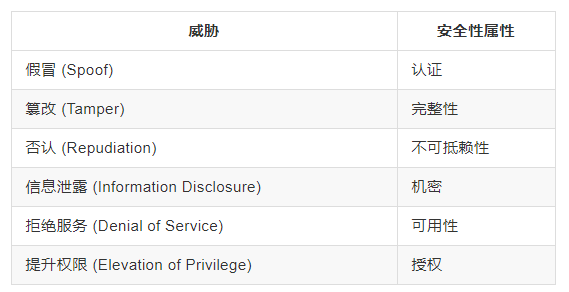 威胁 安全性属性
假冒 (Spoof) 认证
篡改 (Tamper) 完整性
否认 (Repudiation) 不可抵赖性
信息泄露 (Information Disclosure) 机密
拒绝服务 (Denial of Service) 可用性
提升权限 (Elevation of Privilege) 授权